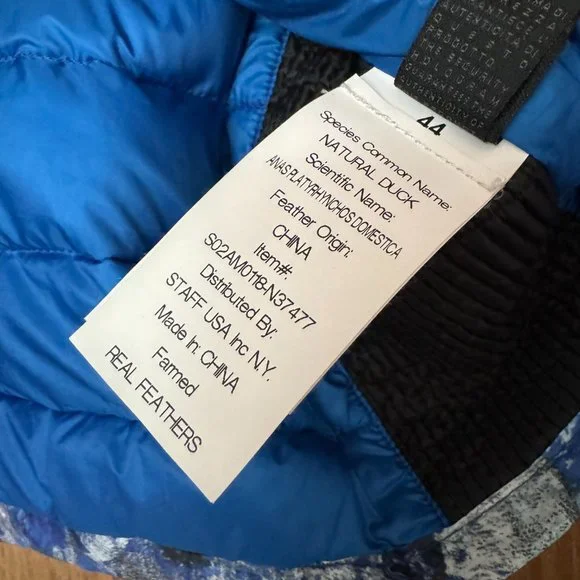 44
Species Common Name:
NATURAL DUCK
Scientific Name:
ANAS PLATYRHYNCHOS DOMESTICA
Feather Origin:
CHINA
Item#:
S02AM0118-N37477
Distributed By:
STAFF USA Inc N.Y.
Made In: CHINA
Farmed
REAL FEATHERS